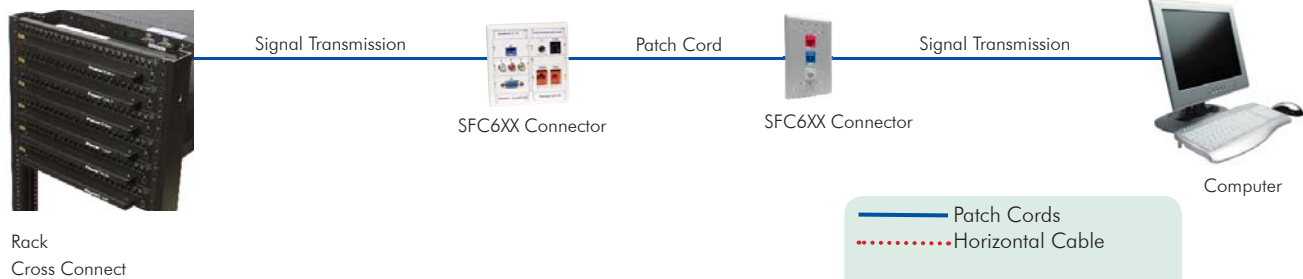 Signal Transmission
Patch Cord
Signal Transmission
SFC6XX Connector
SFC6XX Connector
Computer
Rack
Cross Connect
Patch Cords
Horizontal Cable